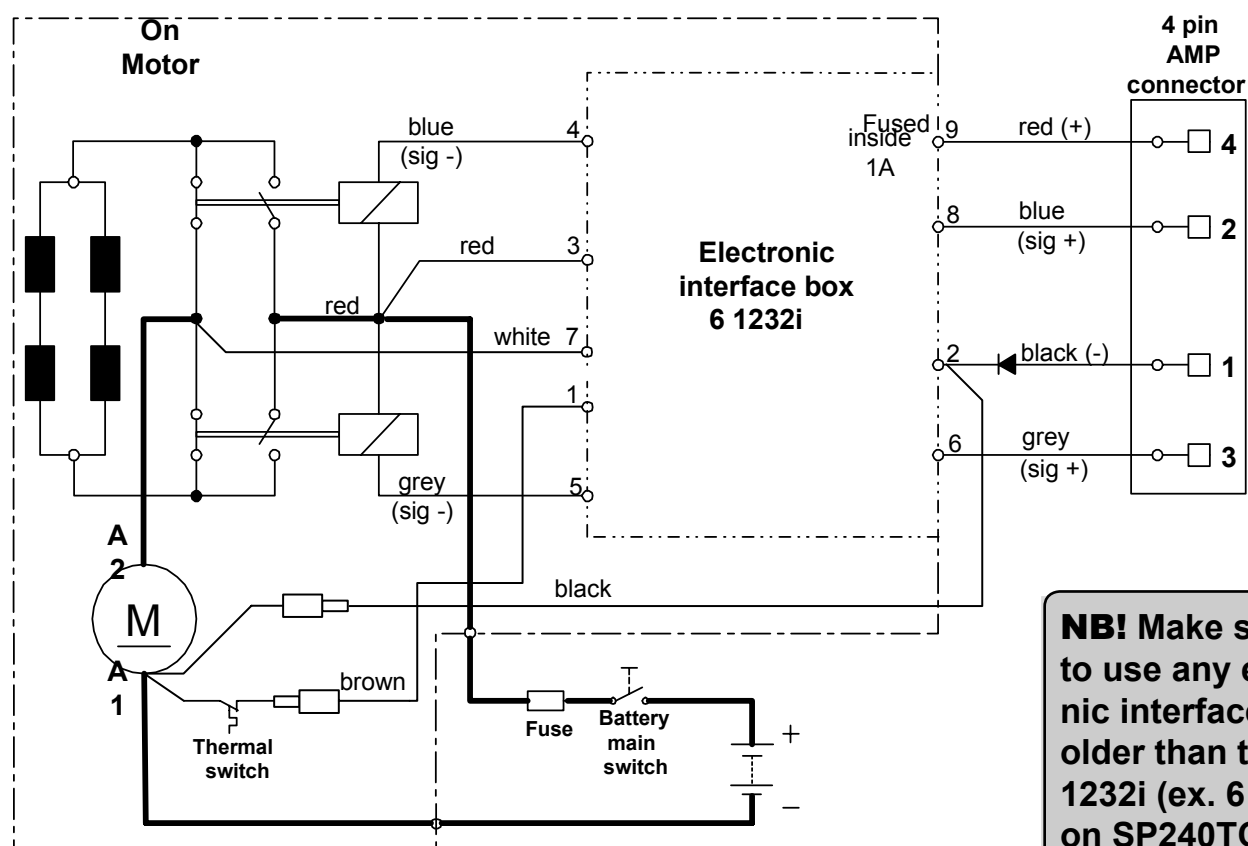 On
Motor
4 pin
AMP
connector
blue
(sig -)
4
Fused
inside
1A
9
red (+)
4
8
blue
(sig +)
2
red
3
Electronic
interface box
6 1232i
red
white
7
2
black (-)
1
1
6
grey
(sig +)
3
grey
(sig -)
5
A
2
M
A
1
black
brown
Thermal
switch
Fuse
Battery
main
switch
+
–
NB! Make s
to use any e
nic interface
older than t
1232i (ex. 6
on SP240TC